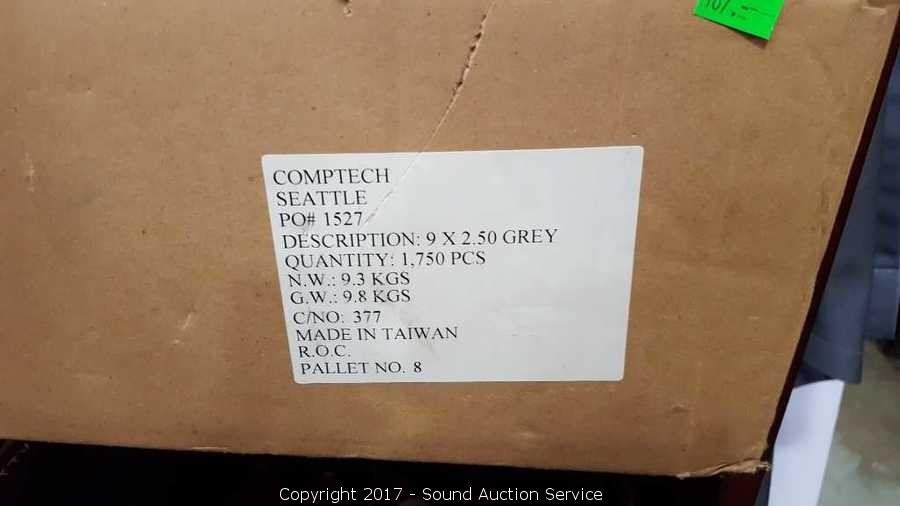 COMPTECH
SEATTLE
PO# 1527
DESCRIPTION: 9 X 2.50 GREY
QUANTITY: 1,750 PCS
N.W.: 9.3 KGS
G.W.: 9.8 KGS
C/NO: 377
MADE IN TAIWAN
R.O.C.
PALLET NO. 8
Copyright 2017 - Sound Auction Service